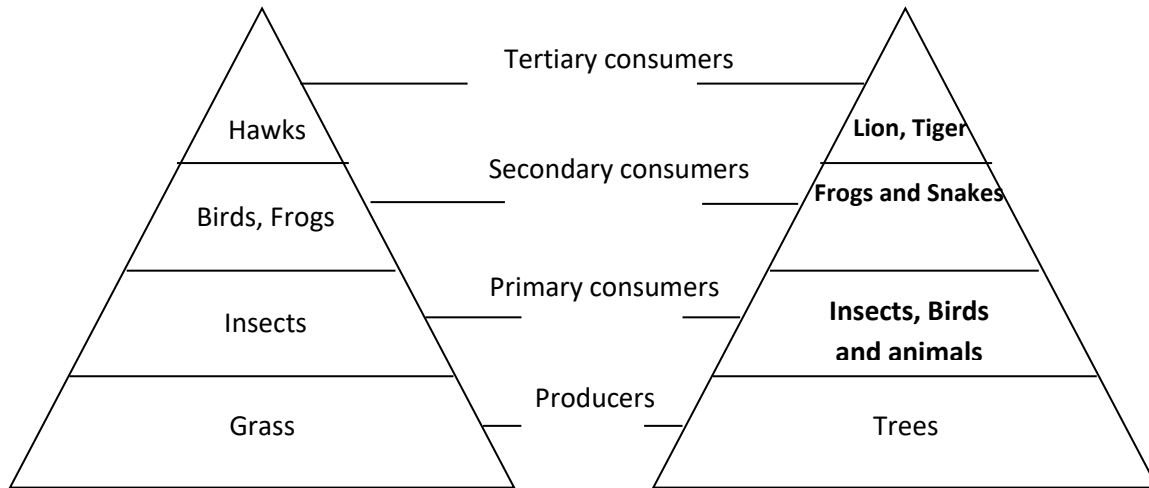 Tertiary consumers
Hawks
Lion, Tiger
Secondary consumers
Birds, Frogs
Frogs and Snakes
Primary consumers
Insects
Insects, Birds
and animals
Producers
Grass
Trees